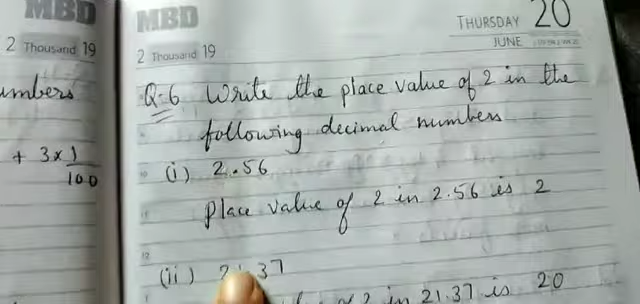 MBD
2 Thousand 19
umbers
+ 3 × 1/100
MBD
2 Thousand 19
THURSDAY 20
JUNE
Q.6 Write the place value of 2 in the
following decimal numbers
(i) 2.56
Place value of 2 in 2.56 is 2
(ii) 21.37
of 2 in 21.37 is 20